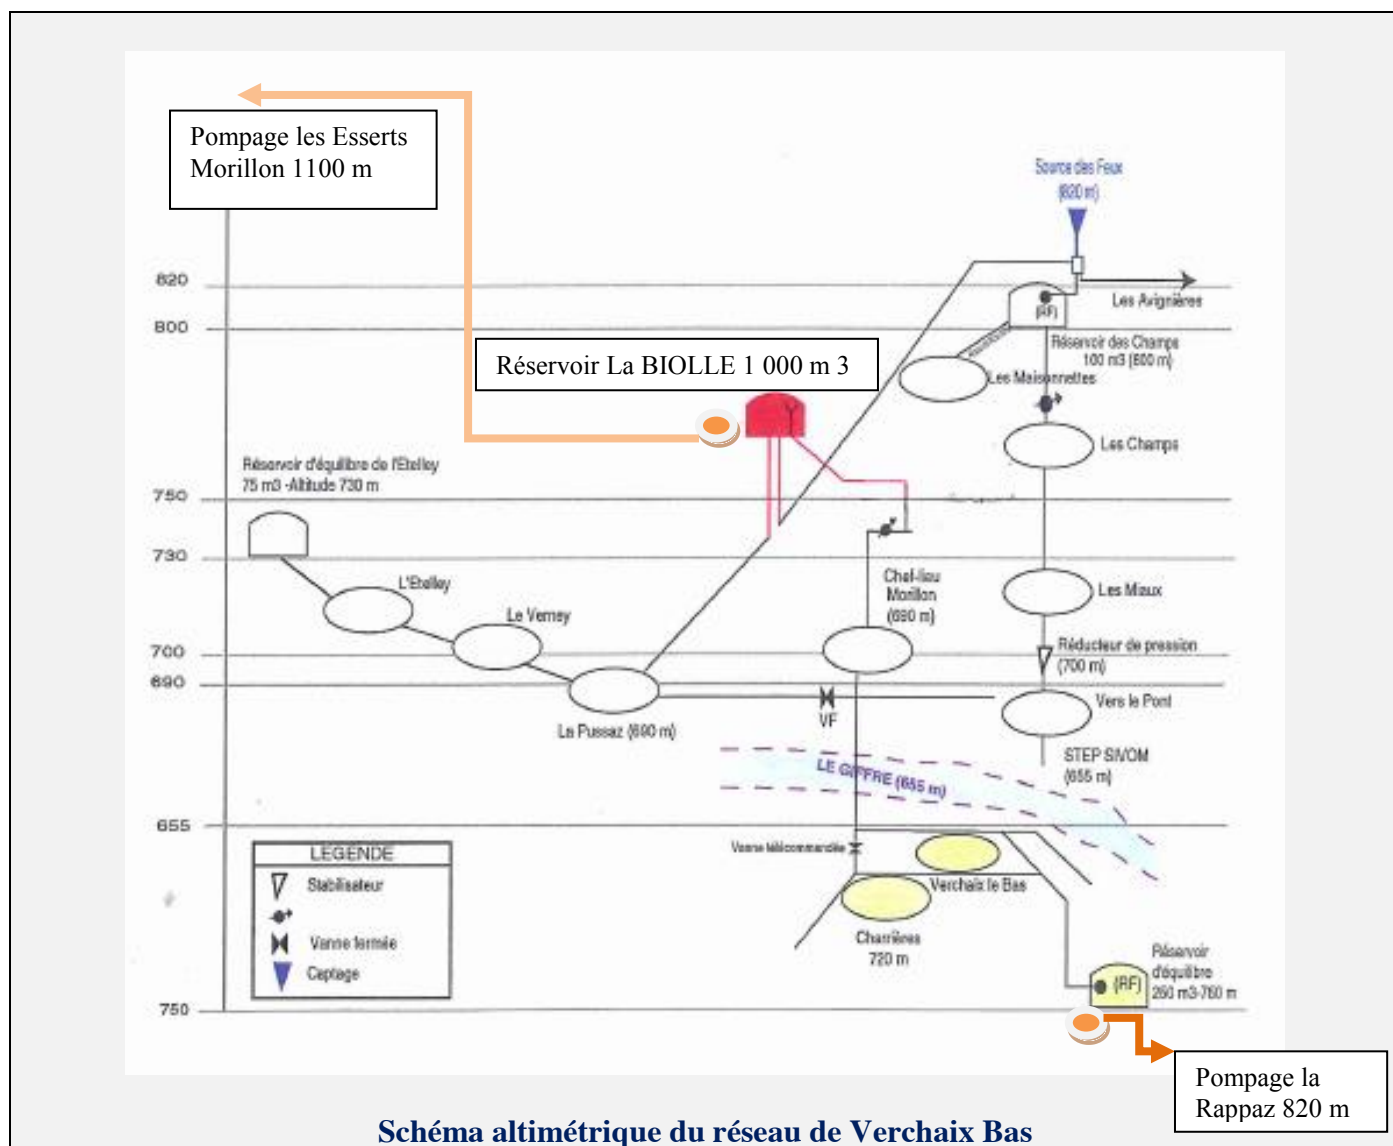 Pompage les Esserts
Morillon 1100 m
Source des Feux
(820 m)
820
Les Avignières
(RF)
800
Réservoir des Champs
100 m3 (800 m)
Réservoir La BIOLLE 1 000 m 3
Les Maisonnettes
Les Champs
Réservoir d'équilibre de l'Etelley
75 m3 -Altitude 730 m
750
730
L'Etelley
Chef-lieu
Morillon
(690 m)
Les Miaux
Le Verney
700
Réducteur de pression
(700 m)
690
Vers le Pont
La Pussaz (690 m)
VF
STEP SIVOM
(655 m)
LE GIFFRE (655 m)
655
Vanne télécommandée
LEGENDE
Stabilisateur
Vanne fermée
Captage
Verchaix le Bas
Charrières
720 m
Réservoir
d'équilibre
260 m3-760 m
(RF)
750
Pompage la
Rappaz 820 m
Schéma altimétrique du réseau de Verchaix Bas